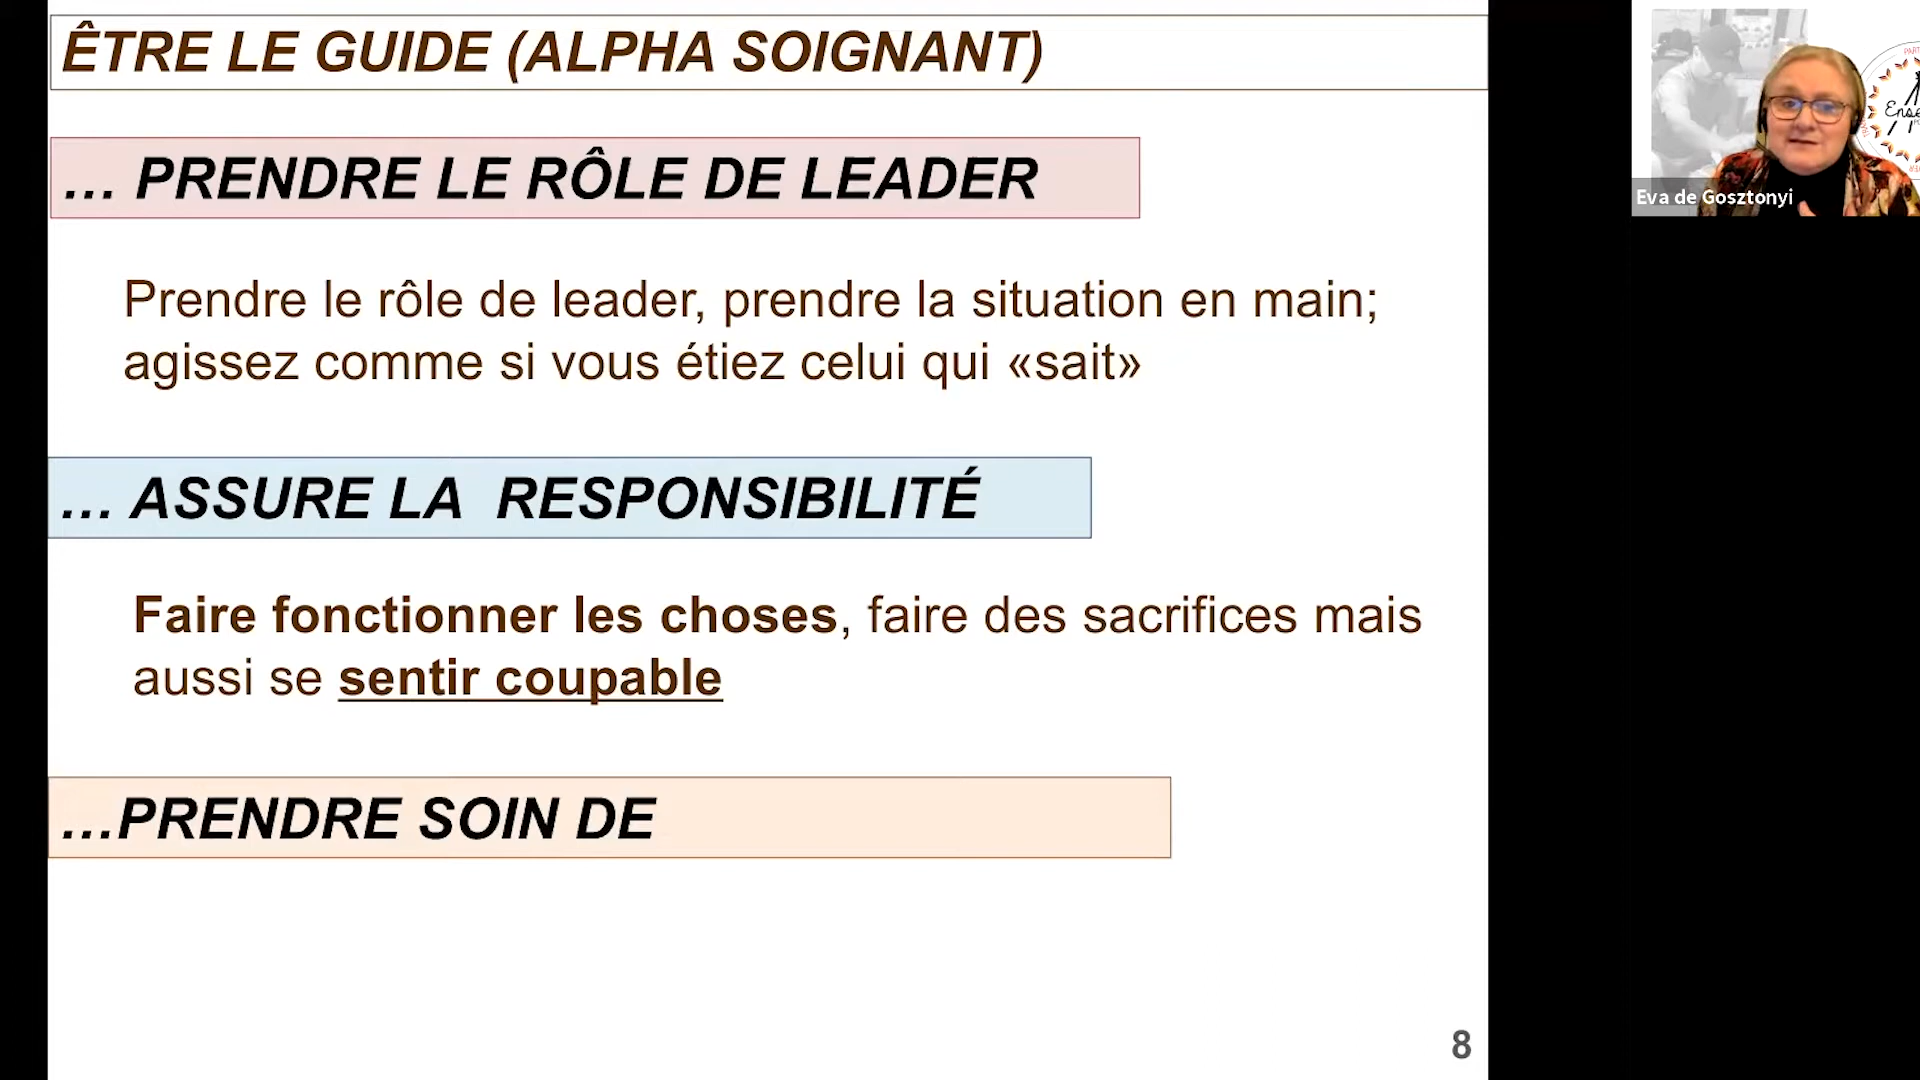 ÊTRE LE GUIDE (ALPHA SOIGNANT)
... PRENDRE LE RÔLE DE LEADER
Prendre le rôle de leader, prendre la situation en main;
agissez comme si vous étiez celui qui «sait»
... ASSURE LA RESPONSIBILITÉ
Faire fonctionner les choses, faire des sacrifices mais
aussi se sentir coupable
...PRENDRE SOIN DE
8
Eva de Gosztonyi